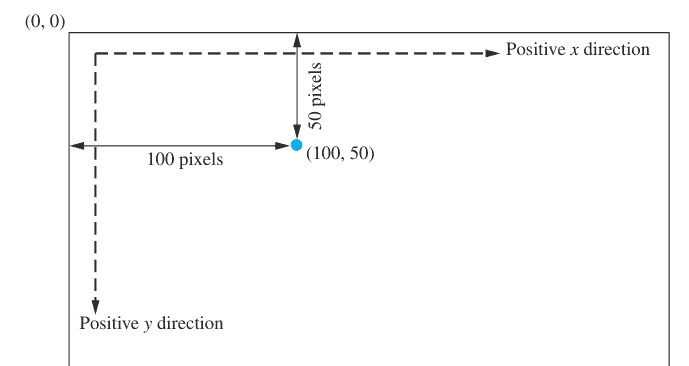 (0, 0)
Positive x direction
50 pixels
100 pixels
(100, 50)
Positive y direction